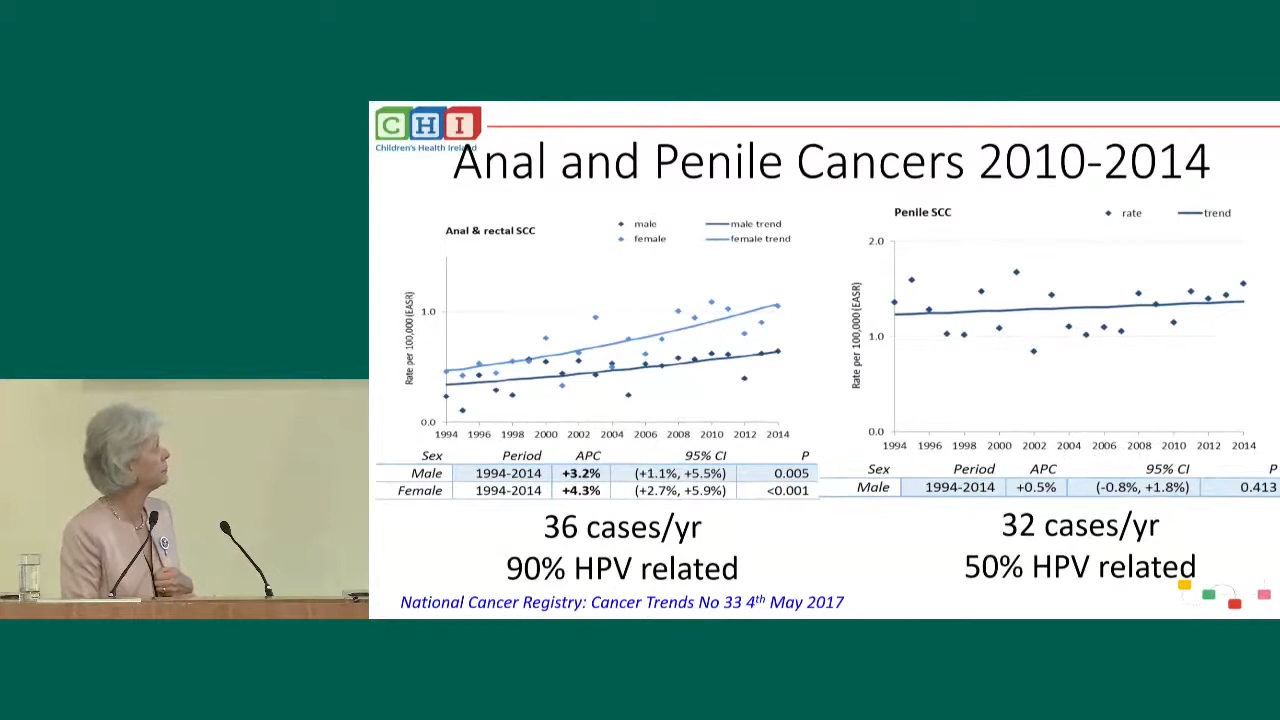 CHI
Children's Health Ireland
Anal and Penile Cancers 2010-2014
Anal & rectal SCC
male
male trend
female
female trend
Rate per 100,000 (EASR)
1.0
0.0
1994 1996 1998 2000 2002 2004 2006 2008 2010 2012 2014
Sex Period APC 95% CI P
Male 1994-2014 +3.2% (+1.1%, +5.5%) 0.005
Female 1994-2014 +4.3% (+2.7%, +5.9%) <0.001
36 cases/yr
90% HPV related
Penile SCC
rate
trend
Rate per 100,000 (EASR)
2.0
1.0
0.0
1994 1996 1998 2000 2002 2004 2006 2008 2010 2012 2014
Sex Period APC 95% CI P
Male 1994-2014 +0.5% (-0.8%, +1.8%) 0.413
32 cases/yr
50% HPV related
National Cancer Registry: Cancer Trends No 33 4th May 2017